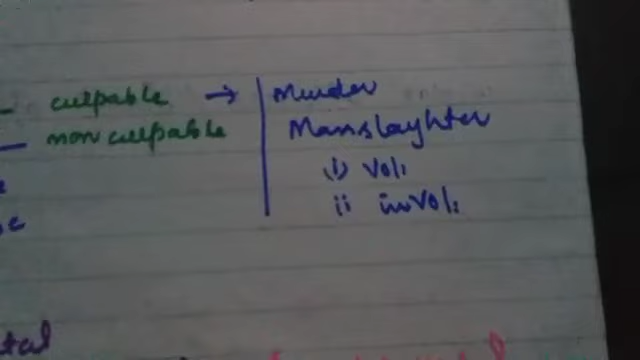 culpable → Murder
non culpable
Manslaughter
(i) Vol:
ii invol: